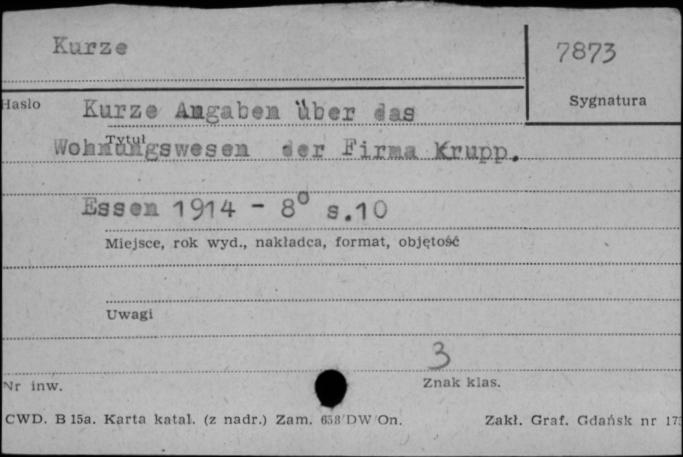 Kurze
7873
Sygnatura
Hasło
Kurze Angaben über das
Tytuł
Wohnungswesen der Firma Krupp.
Essen 1914 - 8° s.10
Miejsce, rok wyd., nakładca, format, objętość
Uwagi
3
Nr inw.
Znak klas.
CWD. B 15a. Karta katal. (z nadr.) Zam. 658/DW/On.
Zakł. Graf. Gdańsk nr 173